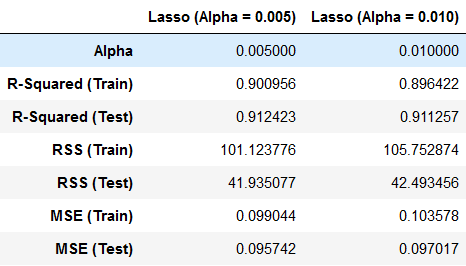 Lasso (Alpha = 0.005) Lasso (Alpha = 0.010)
Alpha 0.005000 0.010000
R-Squared (Train) 0.900956 0.896422
R-Squared (Test) 0.912423 0.911257
RSS (Train) 101.123776 105.752874
RSS (Test) 41.935077 42.493456
MSE (Train) 0.099044 0.103578
MSE (Test) 0.095742 0.097017